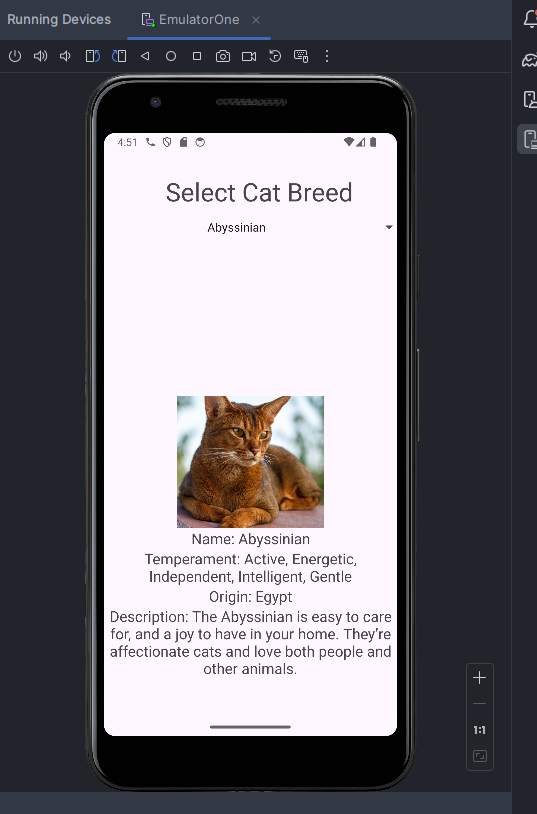 Running Devices
EmulatorOne
4:51
Select Cat Breed
Abyssinian
Name: Abyssinian
Temperament: Active, Energetic,
Independent, Intelligent, Gentle
Origin: Egypt
Description: The Abyssinian is easy to care
for, and a joy to have in your home. They're
affectionate cats and love both people and
other animals.
1:1